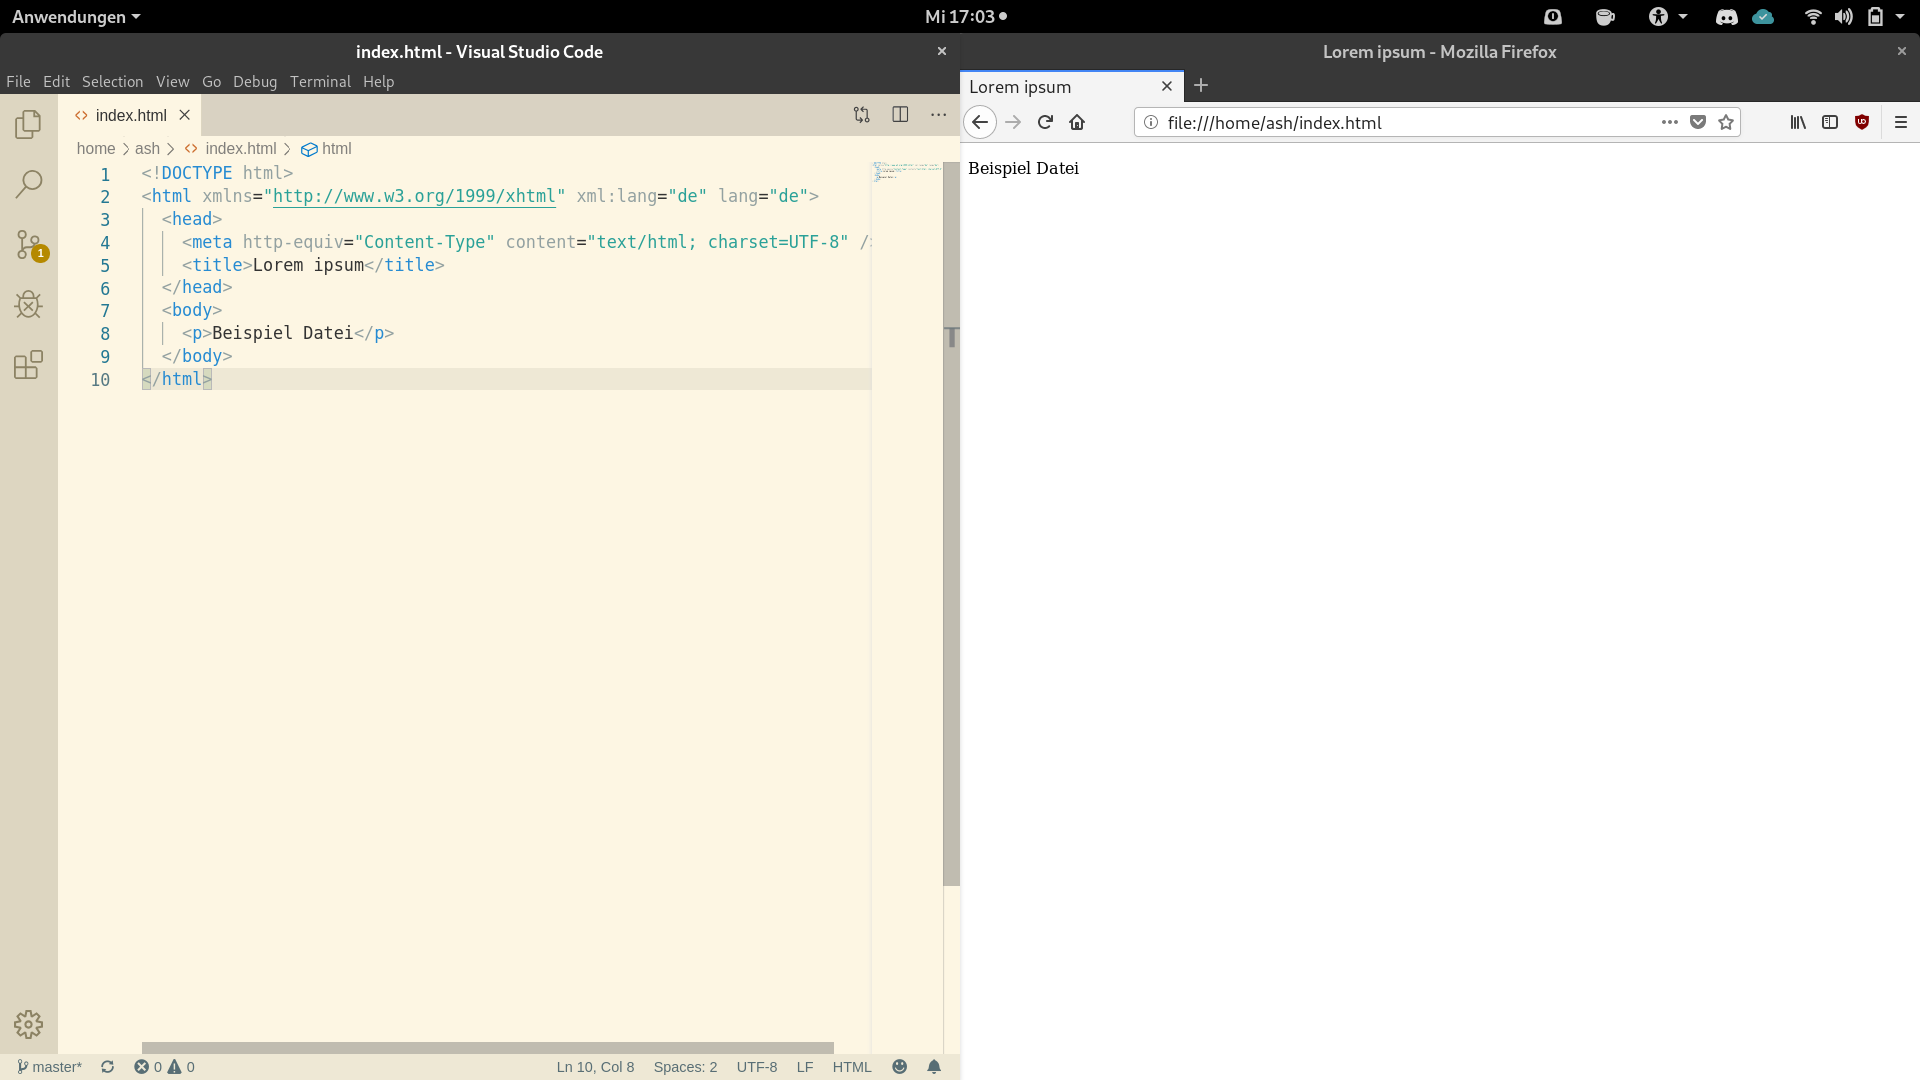 Anwendungen
Mi 17:03
index.html - Visual Studio Code
File Edit Selection View Go Debug Terminal Help
index.html
home ash index.html html
1 <!DOCTYPE html>
2 <html xmlns="http://www.w3.org/1999/xhtml" xml:lang="de" lang="de">
3 <head>
4 <meta http-equiv="Content-Type" content="text/html; charset=UTF-8" />
5 <title>Lorem ipsum</title>
6 </head>
7 <body>
8 <p>Beispiel Datei</p>
9 </body>
10 </html>
1
master* 0 0 Ln 10, Col 8 Spaces: 2 UTF-8 LF HTML
Lorem ipsum - Mozilla Firefox
Lorem ipsum
file:///home/ash/index.html
Beispiel Datei